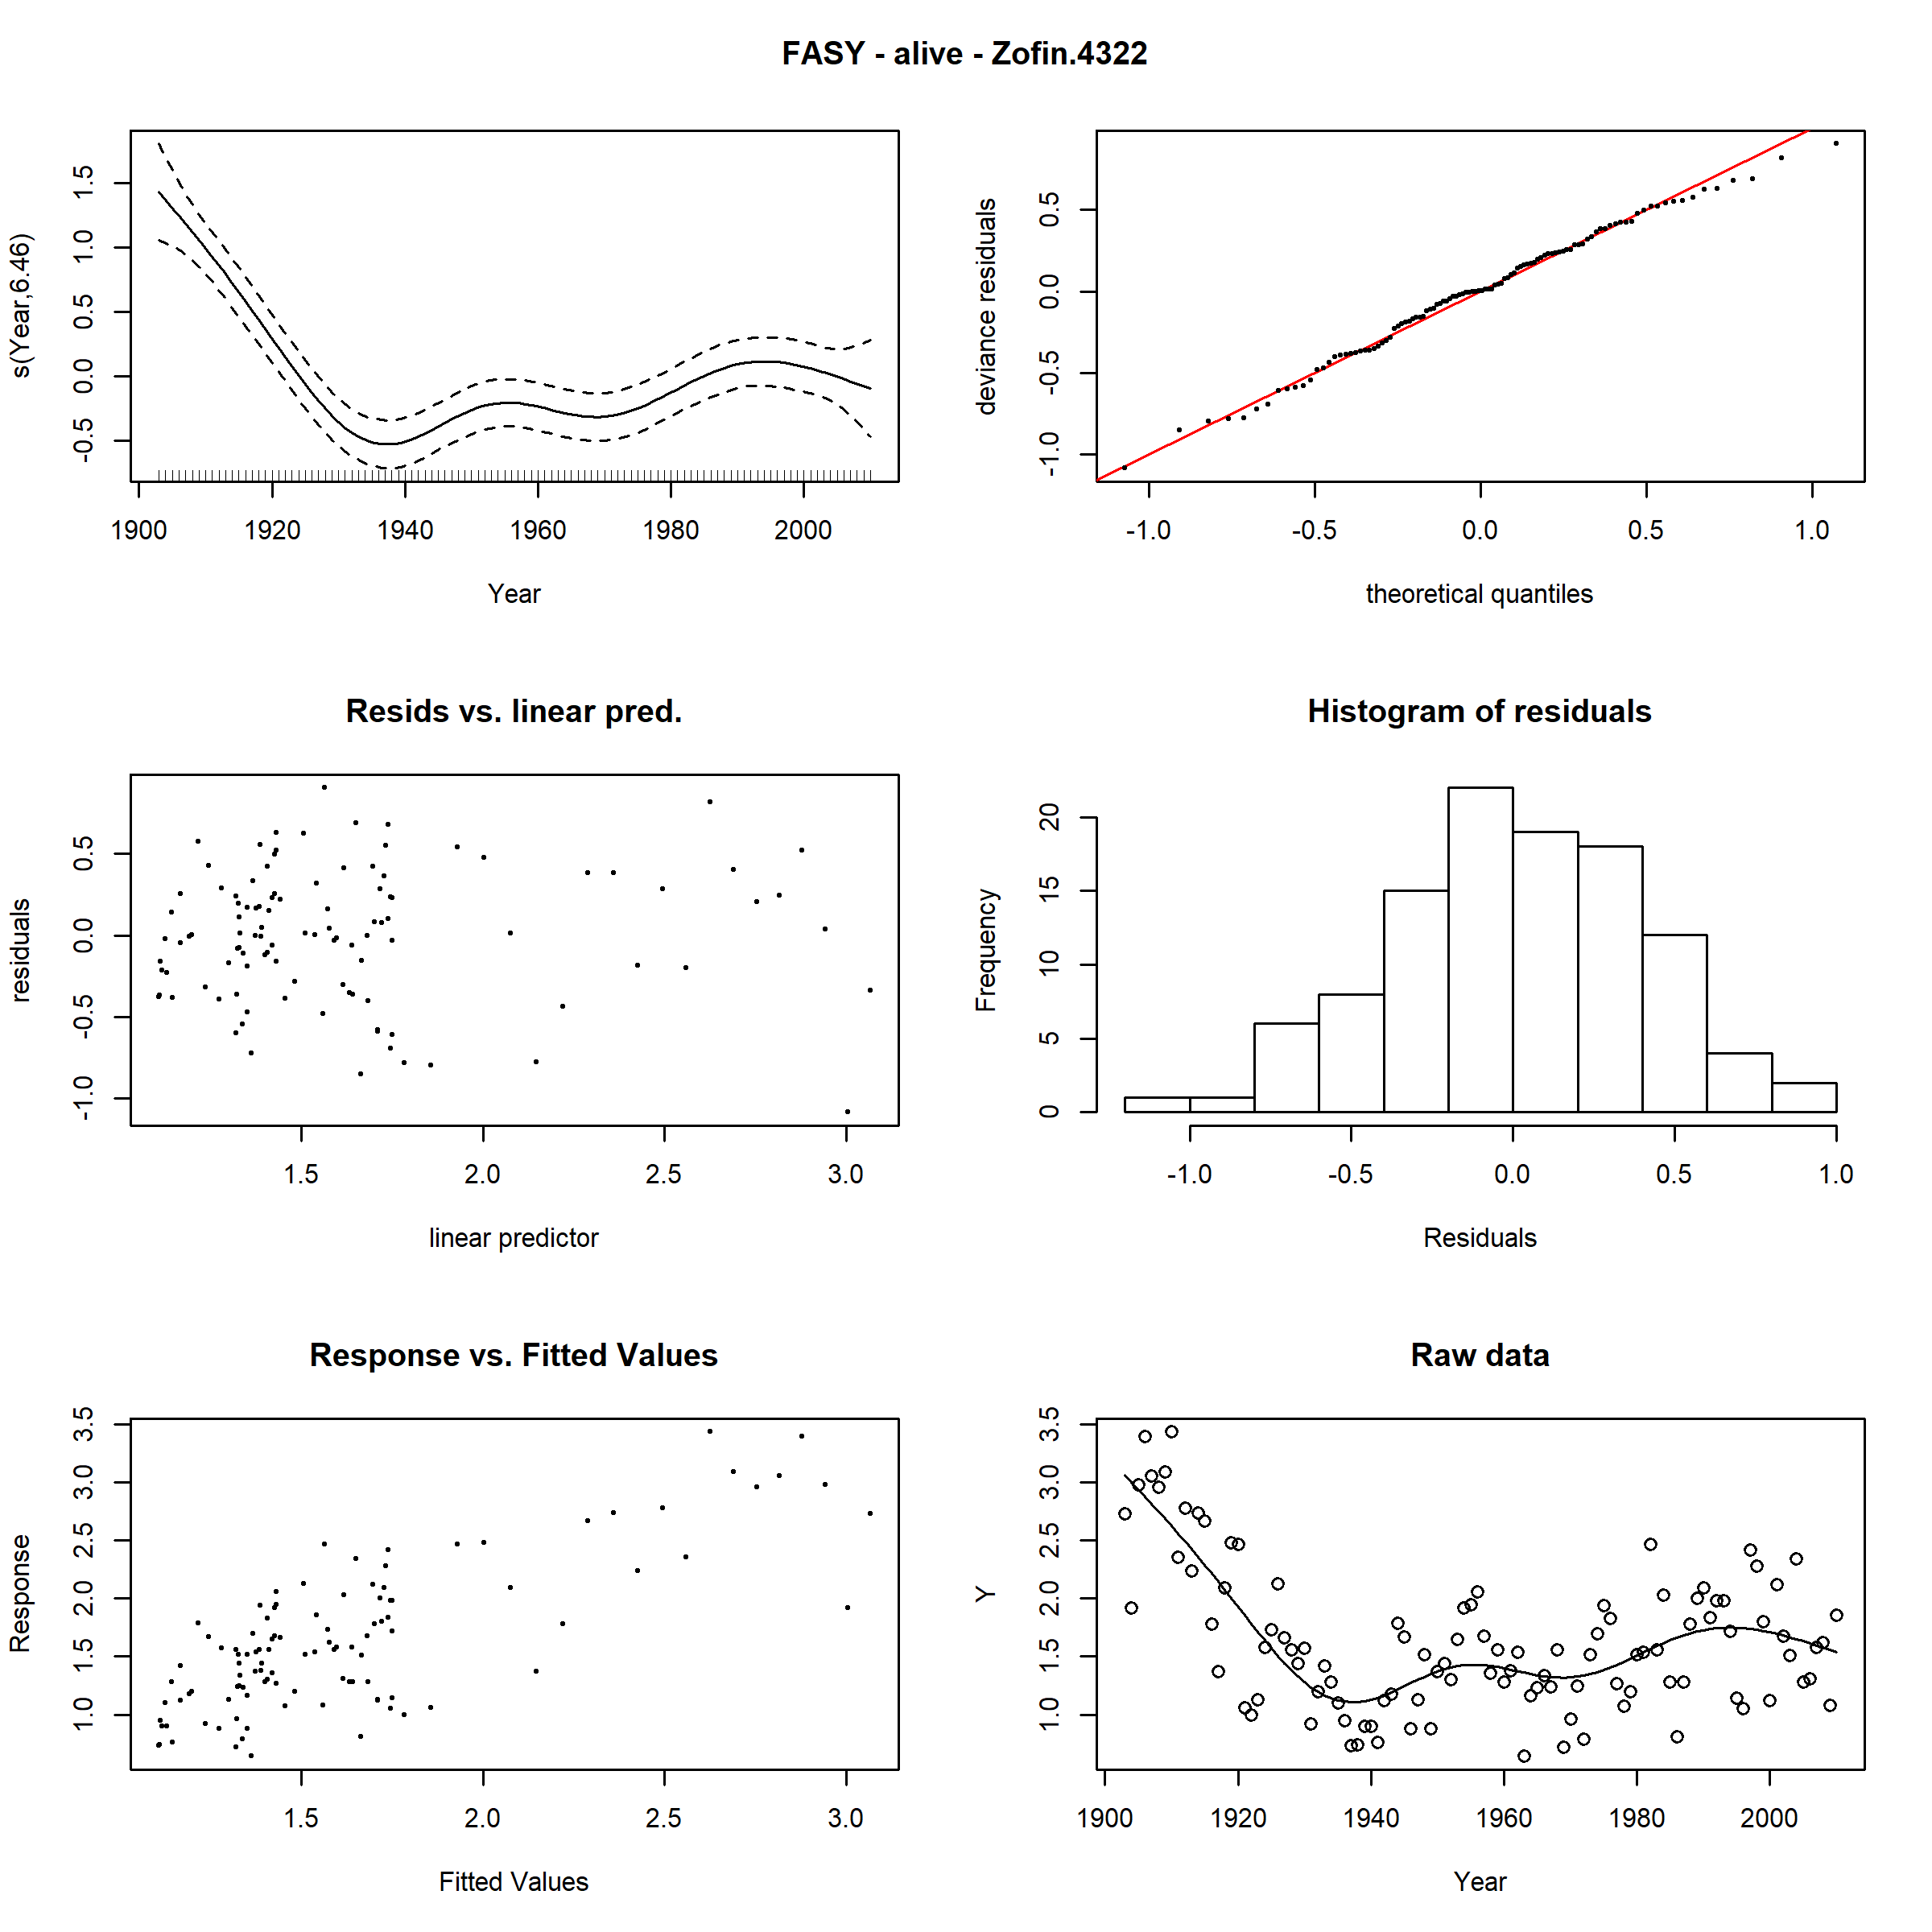 FASY - alive - Zofin.4322
s(Year,6.46)
-0.5 0.0 0.5 1.0 1.5
1900 1920 1940 1960 1980 2000
Year
deviance residuals
-1.0 -0.5 0.0 0.5
-1.0 -0.5 0.0 0.5 1.0
theoretical quantiles
Resids vs. linear pred.
residuals
-1.0 -0.5 0.0 0.5
1.5 2.0 2.5 3.0
linear predictor
Histogram of residuals
Frequency
0 5 10 15 20
-1.0 -0.5 0.0 0.5 1.0
Residuals
Response vs. Fitted Values
Response
1.0 1.5 2.0 2.5 3.0 3.5
1.5 2.0 2.5 3.0
Fitted Values
Raw data
Y
1.0 1.5 2.0 2.5 3.0 3.5
1900 1920 1940 1960 1980 2000
Year